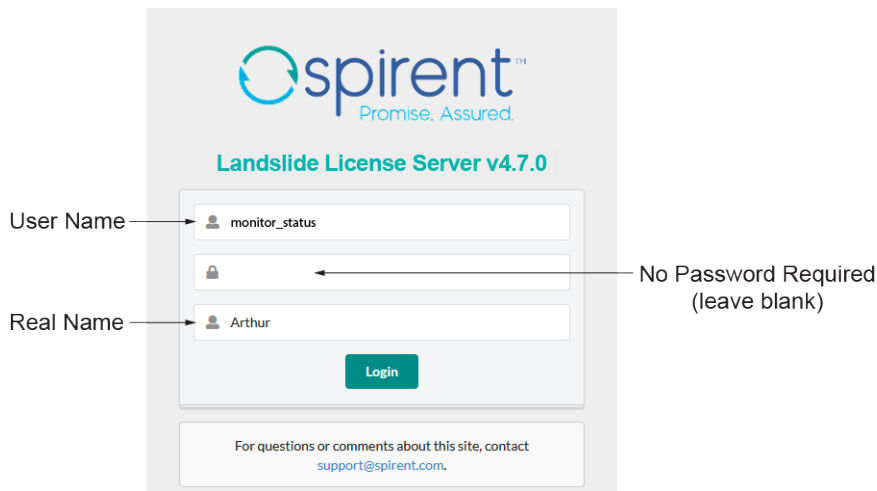 spirent™
Promise. Assured.
Landslide License Server v4.7.0
User Name
monitor_status
No Password Required
(leave blank)
Real Name
Arthur
Login
For questions or comments about this site, contact
support@spirent.com.